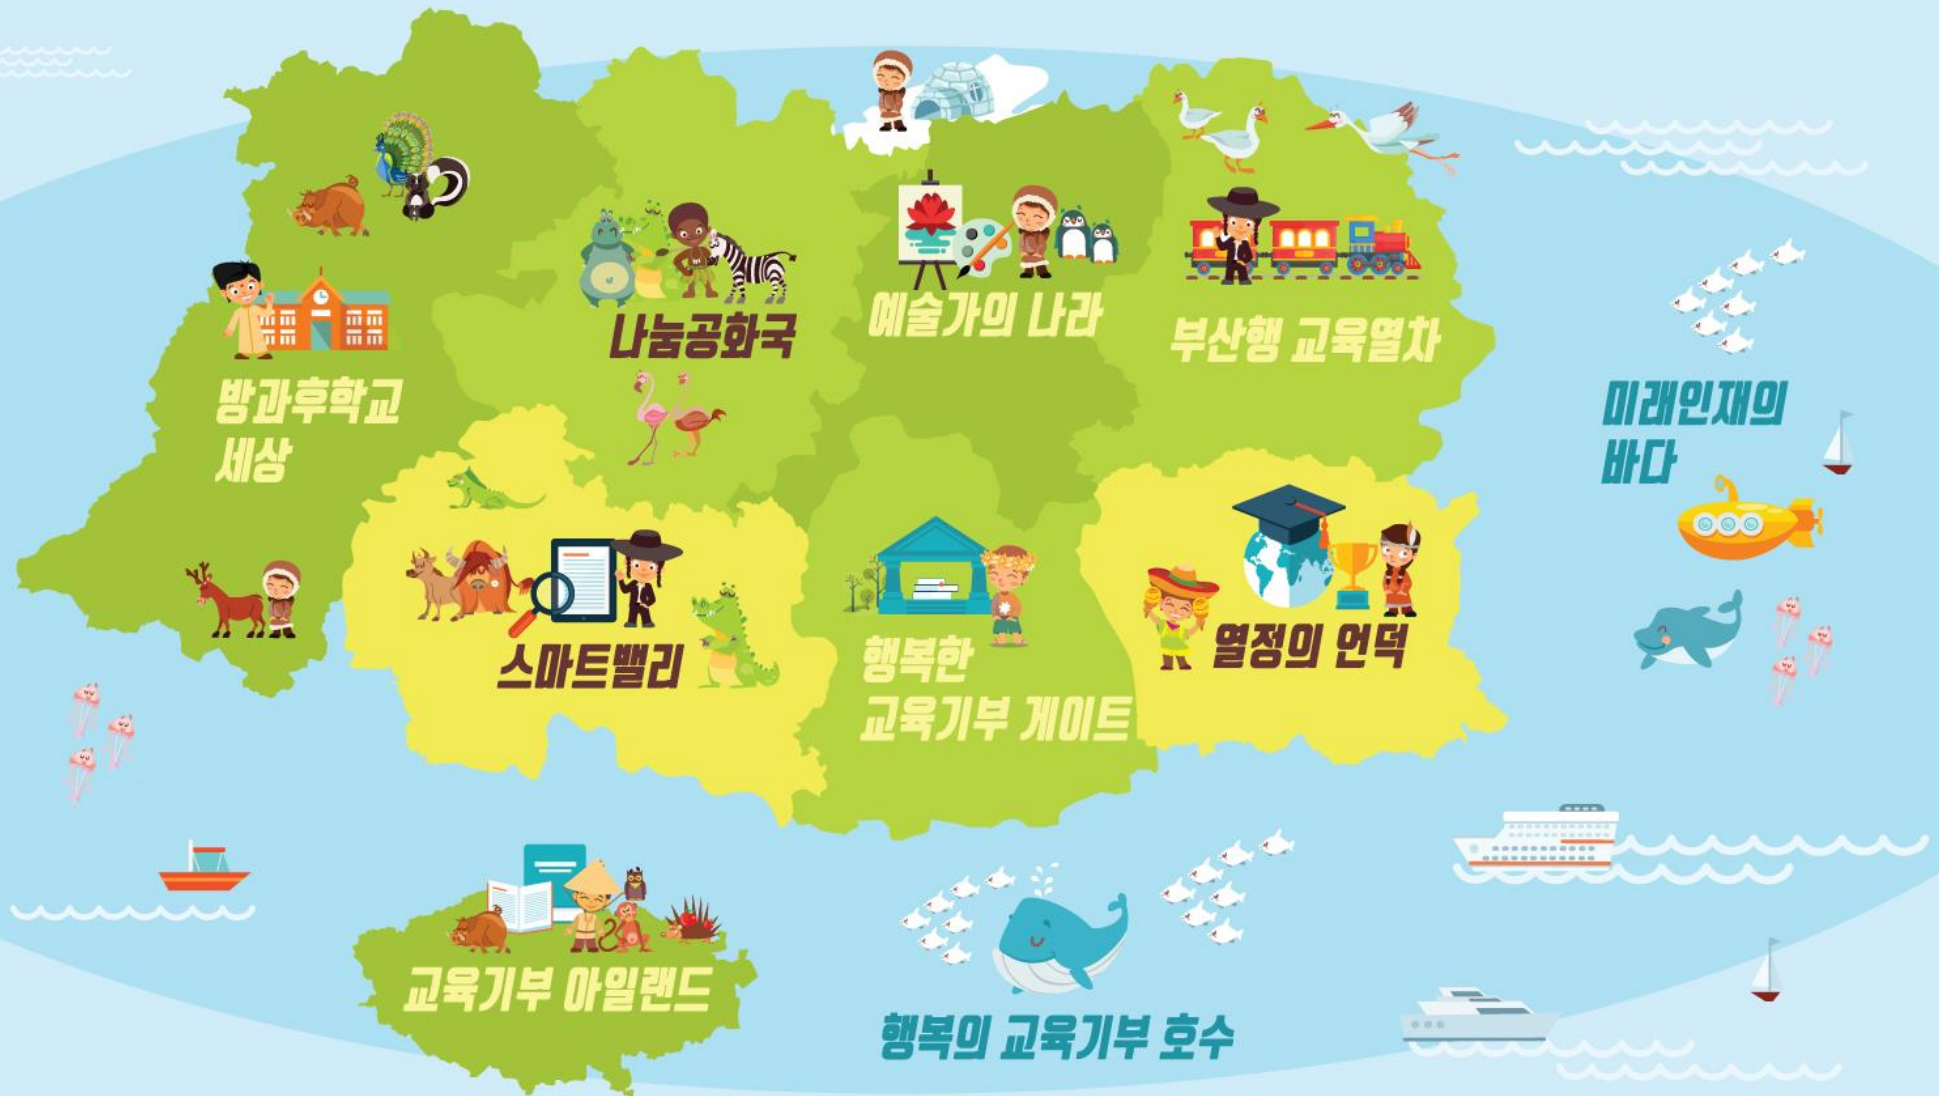 나눔공화국
예술가의 나라
부산행 교육열차
방과후학교
세상
미래인재의
바다
스마트밸리
행복한
교육기부 게이트
열정의 언덕
교육기부 아일랜드
행복의 교육기부 호수